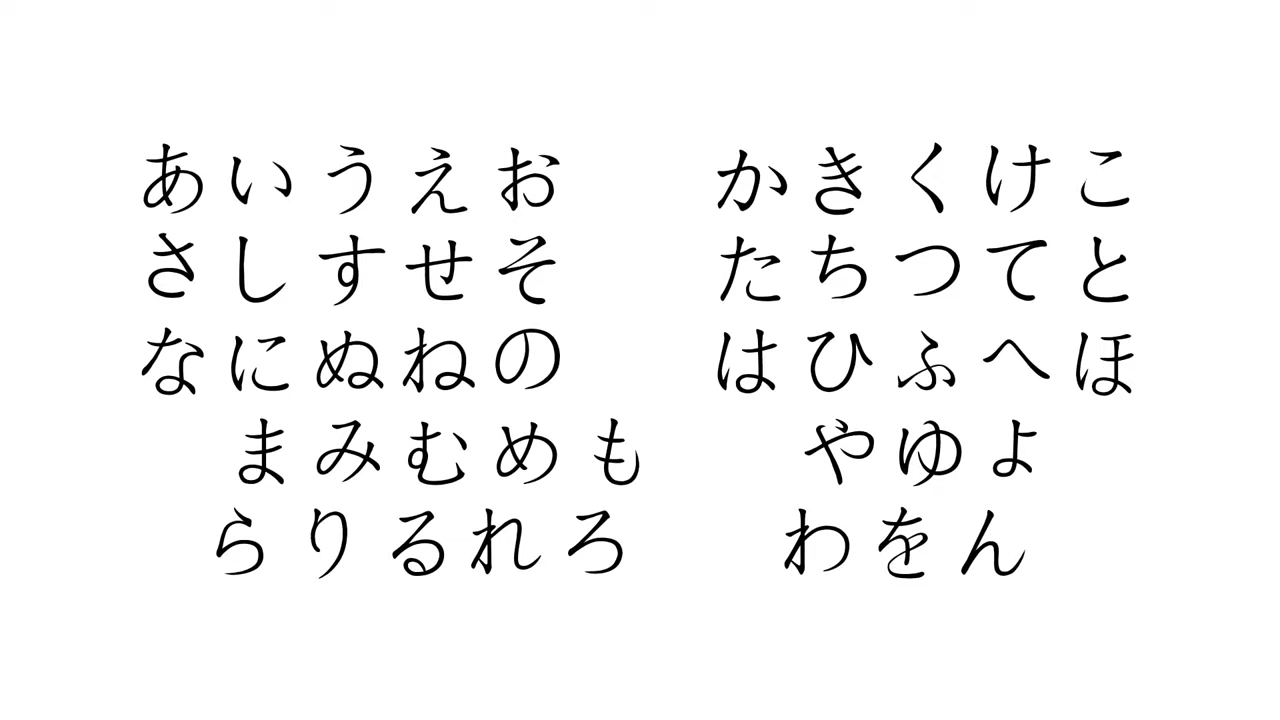 あいうえお かきくけこ
さしすせそ たちつてと
なにぬねの はひふへほ
まみむめも やゆよ
らりるれろ わをん